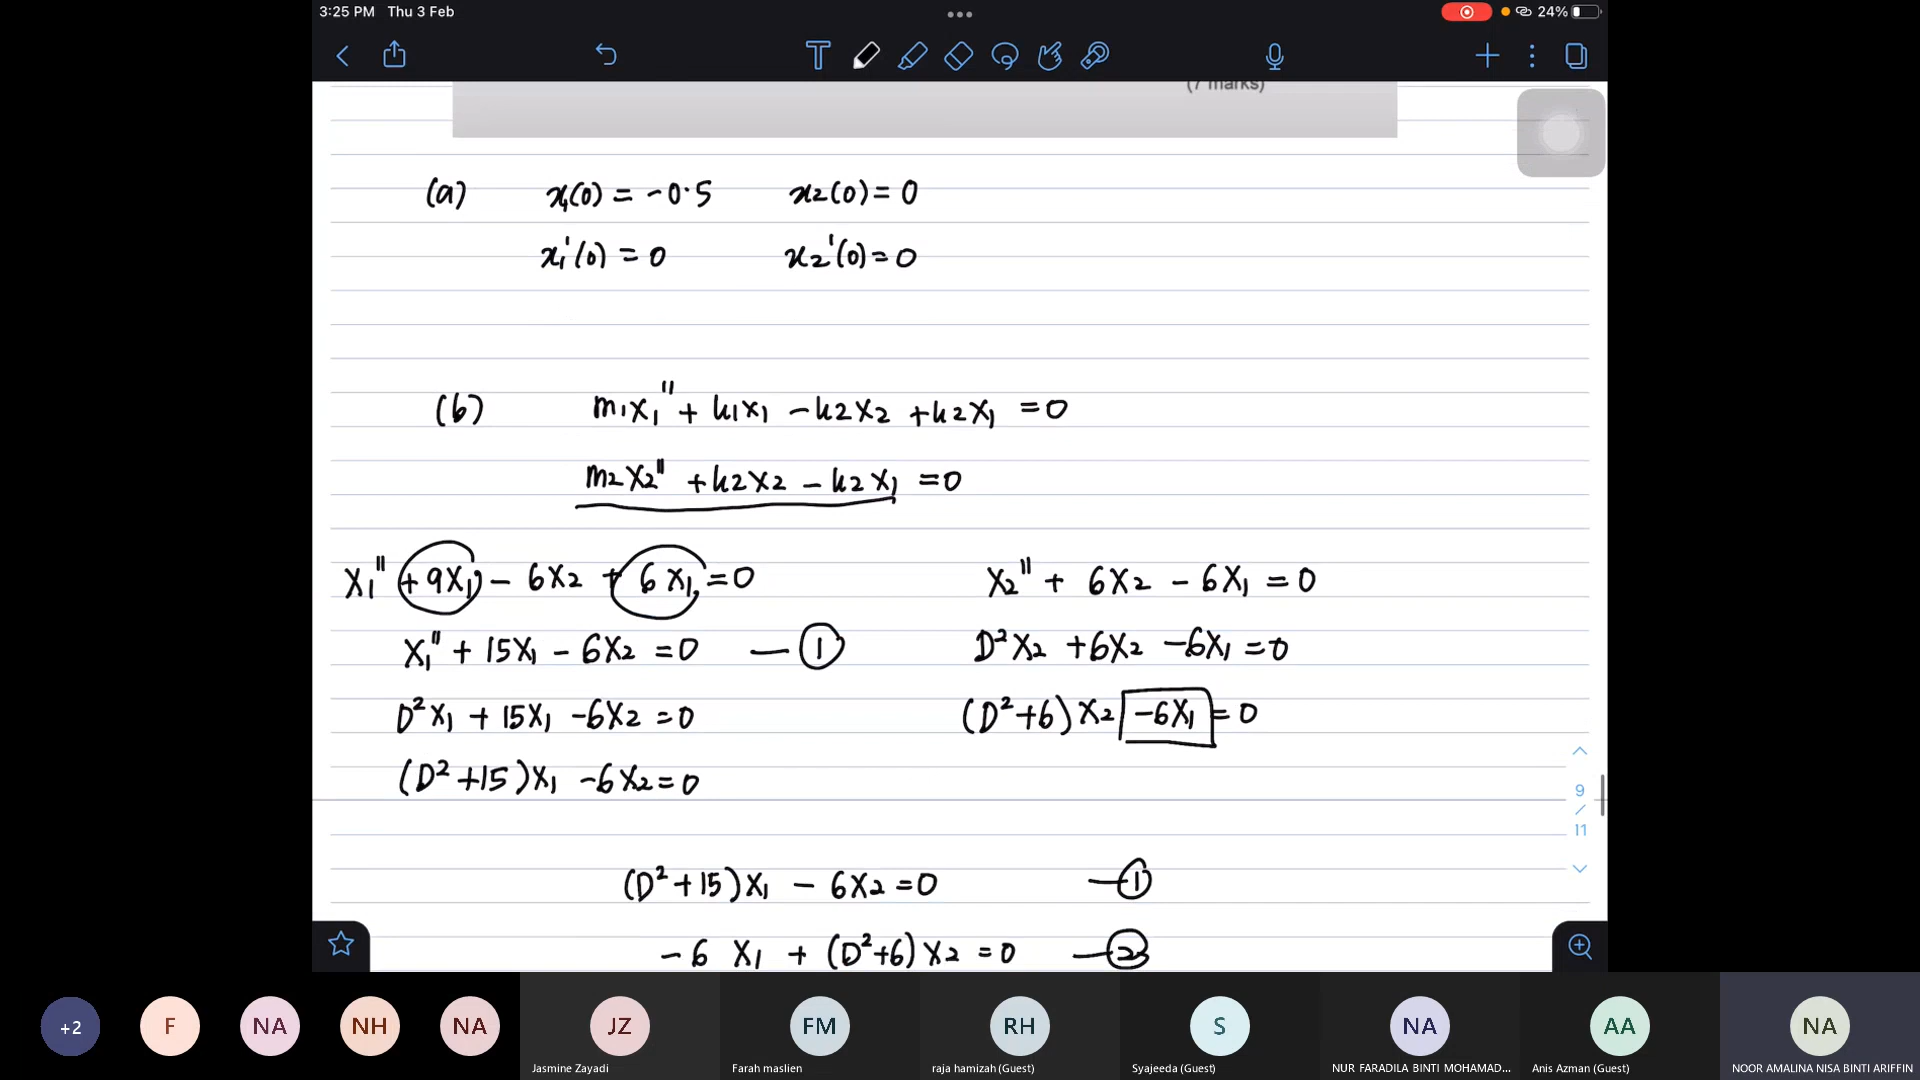 3:25 PM Thu 3 Feb
24%
T
(7 marks)
(a) x₁(0) = -0.5 x2(0) = 0
x₁'(0) = 0 x2'(0) = 0
(b) m₁x₁'' + k₁x₁ - k2x2 + k2x₁ = 0
m2x2'' + k2x2 - k2x₁ = 0
x₁'' + 9x₁ - 6x2 + 6x₁ = 0 x2'' + 6x2 - 6x₁ = 0
x₁'' + 15x₁ - 6x2 = 0 — ① D²x2 + 6x2 - 6x₁ = 0
D²x₁ + 15x₁ - 6x2 = 0 (D²+6)x2 - 6x₁ = 0
(D²+15)x₁ - 6x2 = 0
9
/
11
(D²+15)x₁ - 6x2 = 0 — ①
-6 x₁ + (D²+6)x2 = 0 — ②
+2 F NA NH NA JZ FM RH S NA AA NA
Jasmine Zayadi Farah maslien raja hamizah (Guest) Syajeeda (Guest) NUR FARADILA BINTI MOHAMAD... Anis Azman (Guest) NOOR AMALINA NISA BINTI ARIFFIN